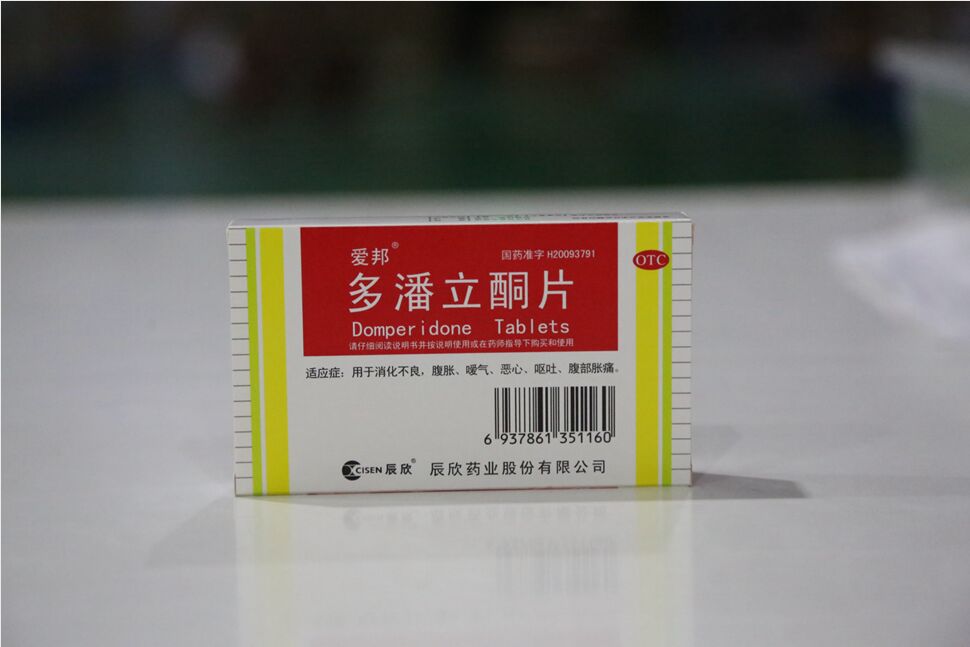 爱邦®
国药准字 H20093791
OTC
多潘立酮片
Domperidone Tablets
请仔细阅读说明书并按说明使用或在药师指导下购买和使用
适应症：用于消化不良，腹胀、嗳气、恶心、呕吐、腹部胀痛。
6 937861 351160
CISEN 辰欣® 辰欣药业股份有限公司